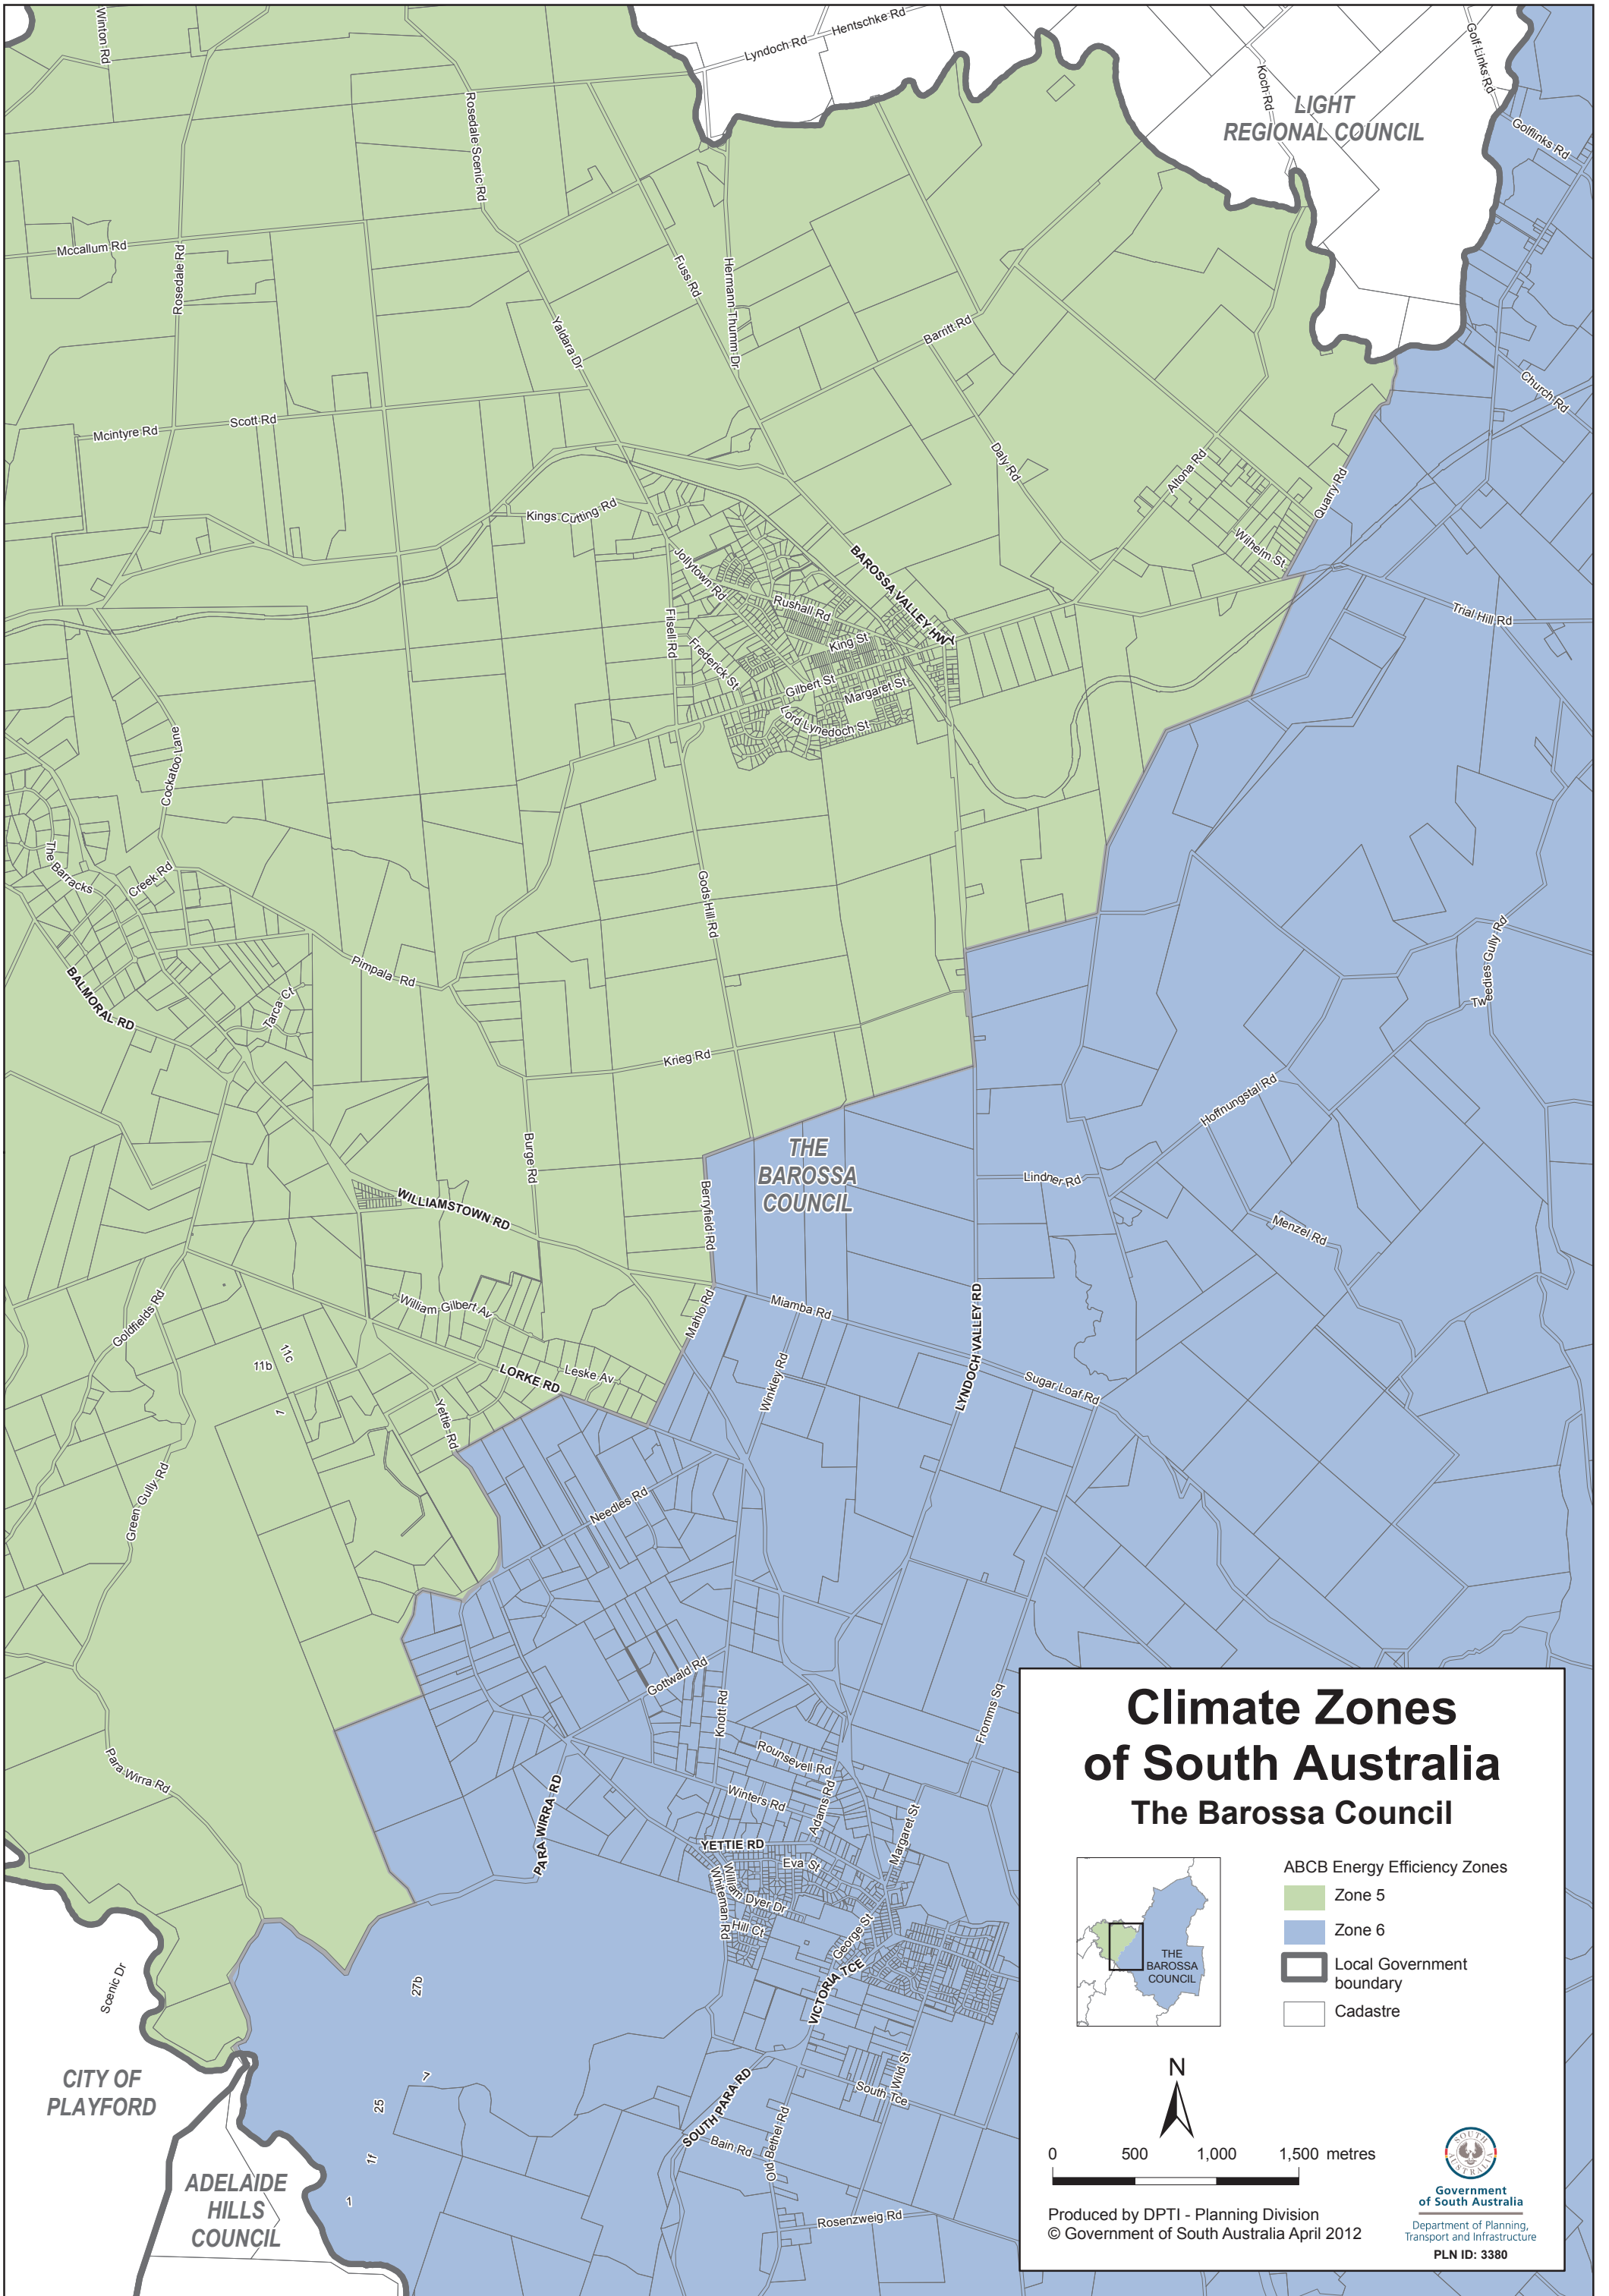 Winton Rd
Lyndoch Rd
Hentschke Rd
Koch Rd
Golf Links Rd
LIGHT
REGIONAL COUNCIL
Golflinks Rd
Rosedale Scenic Rd
Mccallum Rd
Rosedale Rd
Fuss Rd
Hermann Thumm Dr
Yaldara Dr
Barritt Rd
Church Rd
Mcintyre Rd
Scott Rd
Daly Rd
Altona Rd
Quarry Rd
Kings Cutting Rd
Wilhelm St
Jollytown Rd
BAROSSA VALLEY HWY
Rushall Rd
Trial Hill Rd
Filsell Rd
King St
Frederick St
Gilbert St
Margaret St
Lord Lynedoch St
Cockatoo Lane
The Barracks
Creek Rd
Gods Hill Rd
Tweedies Gully Rd
Pimpala Rd
BALMORAL RD
Tarca Ct
Krieg Rd
Hoffnungstal Rd
Burge Rd
THE
BAROSSA
COUNCIL
Lindner Rd
WILLIAMSTOWN RD
Berryfield Rd
Menzel Rd
William Gilbert Av
Goldfields Rd
Mahlo Rd
Miamba Rd
LYNDOCH VALLEY RD
11c
11b
LORKE RD
Leske Av
Winkley Rd
Sugar Loaf Rd
1
Yettie Rd
Green Gully Rd
Needles Rd
Gottwald Rd
Knott Rd
Fromms Sq
Rounsevell Rd
Para Wirra Rd
Winters Rd
Adams Rd
PARA WIRRA RD
Margaret St
YETTIE RD
Eva St
William Dyer Dr
Whiteman Rd
Hill Ct
George St
VICTORIA TCE
Scenic Dr
27b
CITY OF
PLAYFORD
7
25
1f
1
SOUTH PARA RD
Wild St
South Tce
Bain Rd
Old Bethel Rd
Rosenzweig Rd
ADELAIDE
HILLS
COUNCIL
Climate Zones
of South Australia
The Barossa Council
ABCB Energy Efficiency Zones
Zone 5
Zone 6
Local Government
boundary
Cadastre
THE
BAROSSA
COUNCIL
N
0 500 1,000 1,500 metres
Produced by DPTI - Planning Division
© Government of South Australia April 2012
SOUTH
AUSTRALIA
Government
of South Australia
Department of Planning,
Transport and Infrastructure
PLN ID: 3380